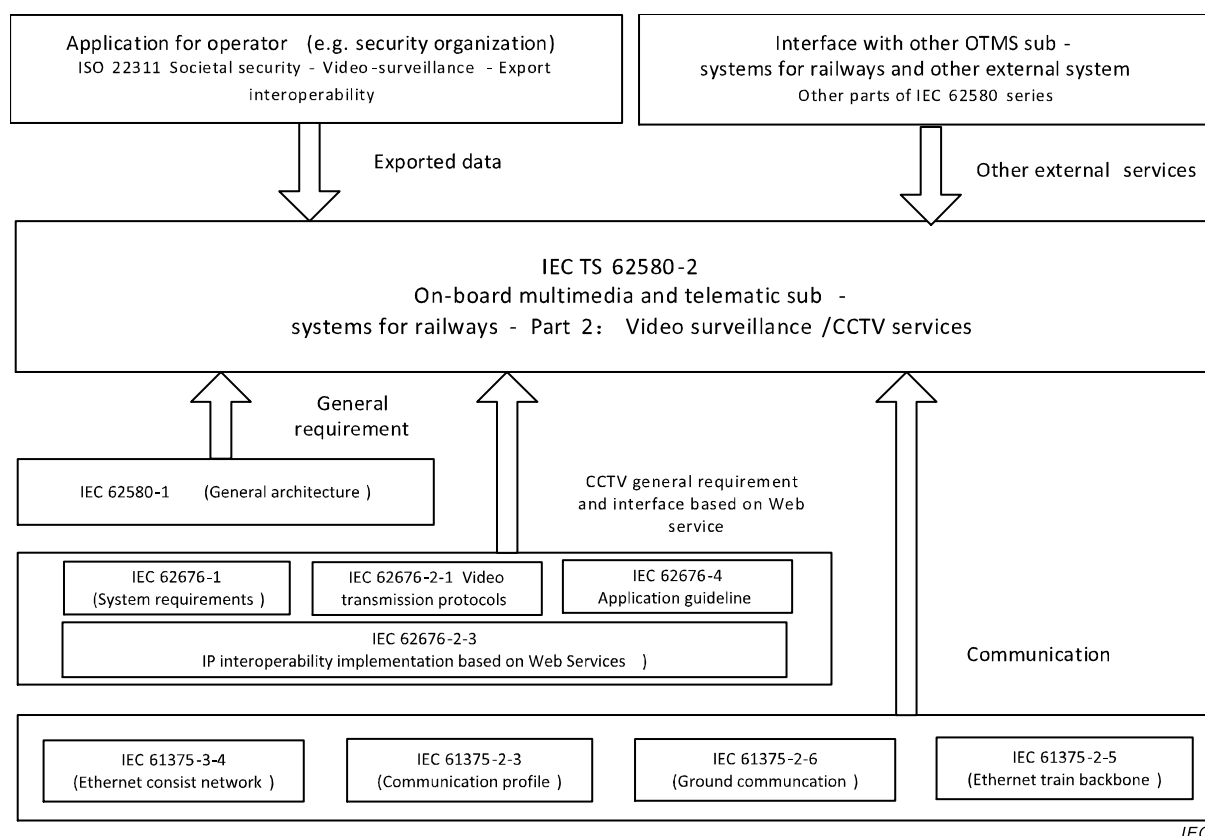 Application for operator (e.g. security organization)
ISO 22311 Societal security - Video-surveillance - Export
interoperability
Interface with other OTMS sub -
systems for railways and other external system
Other parts of IEC 62580 series
Exported data
Other external services
IEC TS 62580-2
On-board multimedia and telematic sub -
systems for railways - Part 2: Video surveillance /CCTV services
General
requirement
IEC 62580-1 (General architecture )
CCTV general requirement
and interface based on Web
service
IEC 62676-1
(System requirements )
IEC 62676-2-1 Video
transmission protocols
IEC 62676-4
Application guideline
IEC 62676-2-3
IP interoperability implementation based on Web Services )
Communication
IEC 61375-3-4
(Ethernet consist network )
IEC 61375-2-3
(Communication profile )
IEC 61375-2-6
(Ground communcation )
IEC 61375-2-5
(Ethernet train backbone )
IEC